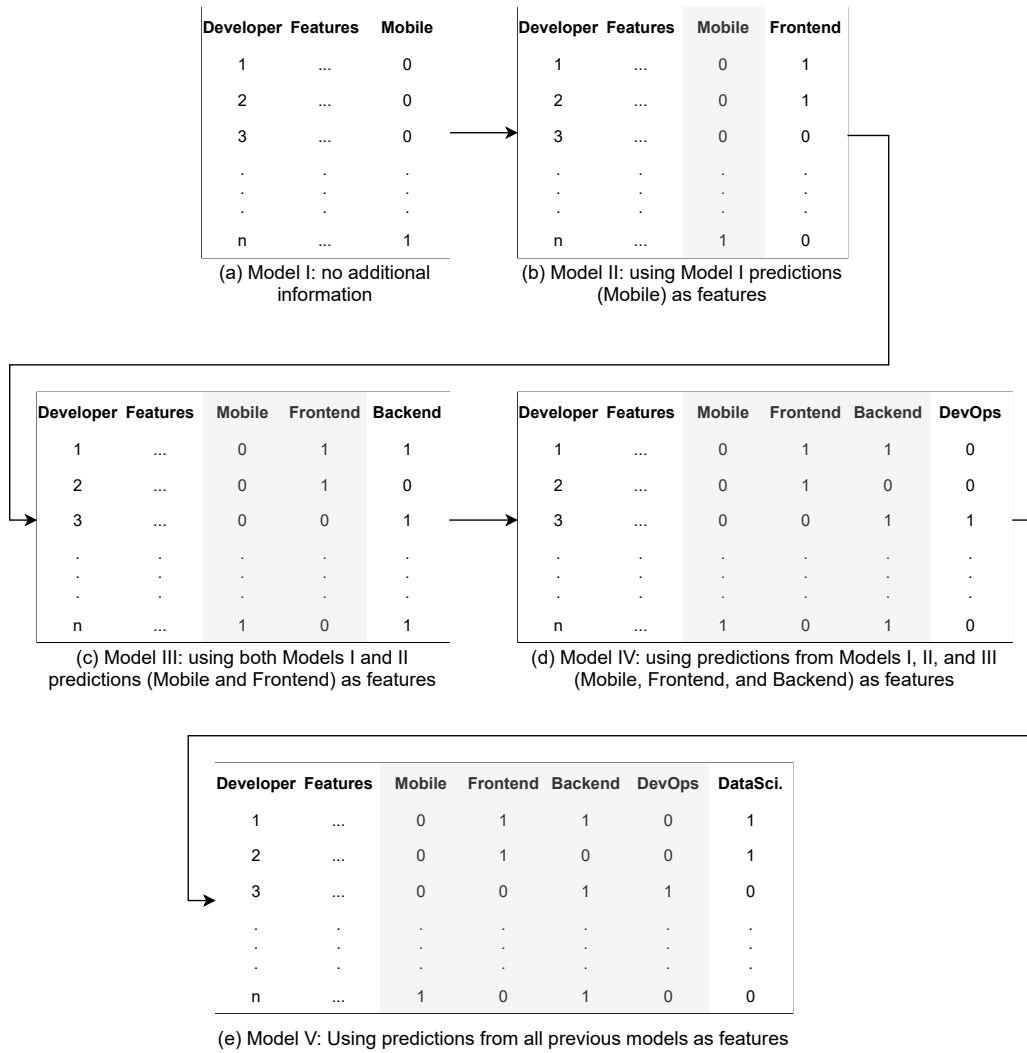 Developer Features Mobile
1 ... 0
2 ... 0
3 ... 0
. . .
. . .
. . .
n ... 1
(a) Model I: no additional
information
Developer Features Mobile Frontend
1 ... 0 1
2 ... 0 1
3 ... 0 0
. . . .
. . . .
. . . .
n ... 1 0
(b) Model II: using Model I predictions
(Mobile) as features
Developer Features Mobile Frontend Backend
1 ... 0 1 1
2 ... 0 1 0
3 ... 0 0 1
. . . . .
. . . . .
. . . . .
n ... 1 0 1
(c) Model III: using both Models I and II
predictions (Mobile and Frontend) as features
Developer Features Mobile Frontend Backend DevOps
1 ... 0 1 1 0
2 ... 0 1 0 0
3 ... 0 0 1 1
. . . . . .
. . . . . .
. . . . . .
n ... 1 0 1 0
(d) Model IV: using predictions from Models I, II, and III
(Mobile, Frontend, and Backend) as features
Developer Features Mobile Frontend Backend DevOps DataSci.
1 ... 0 1 1 0 1
2 ... 0 1 0 0 1
3 ... 0 0 1 1 0
. . . . . . .
. . . . . . .
. . . . . . .
n ... 1 0 1 0 0
(e) Model V: Using predictions from all previous models as features